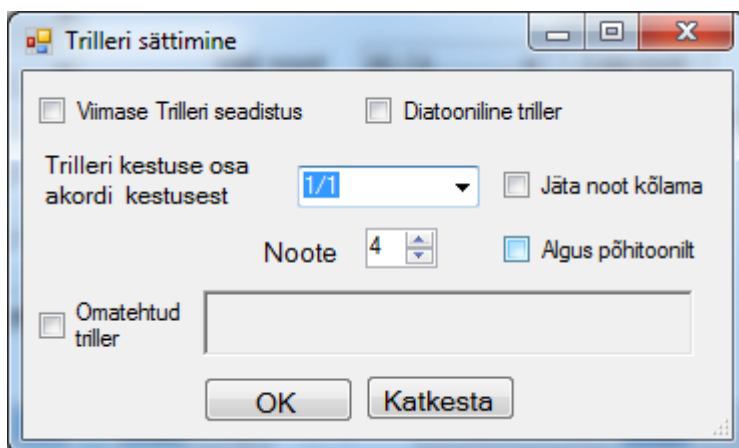 Trilleri sättimine
Viimase Trilleri seadistus
Diatooniline triller
Trilleri kestuse osa
akordi kestusest
1/1
Jäta noot kõlama
Noote
4
Algus põhitoonilt
Omatehtud
triller
OK
Katkesta